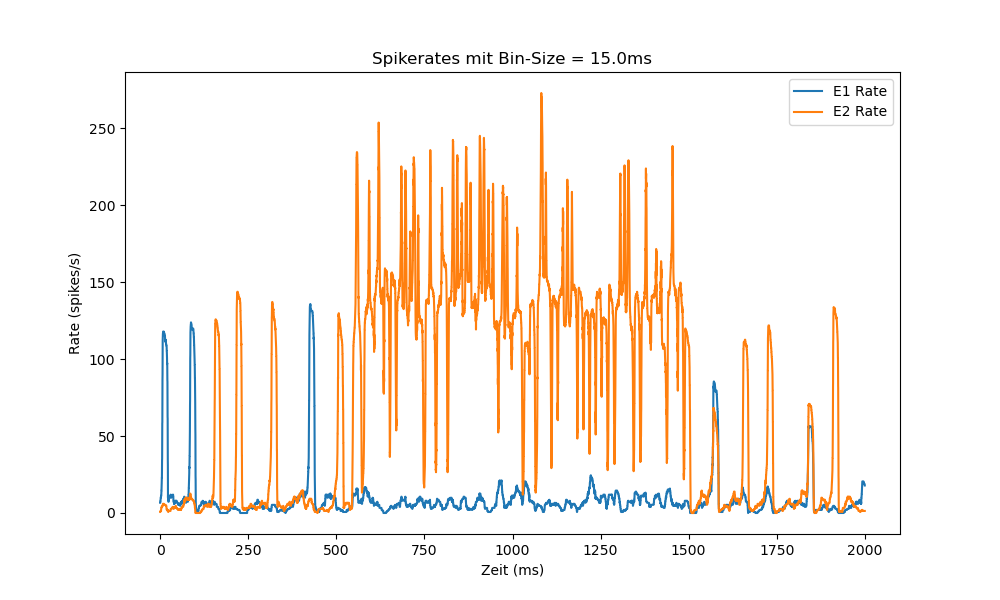 Spikerates mit Bin-Size = 15.0ms
E1 Rate
E2 Rate
Rate (spikes/s)
250
200
150
100
50
0
0 250 500 750 1000 1250 1500 1750 2000
Zeit (ms)